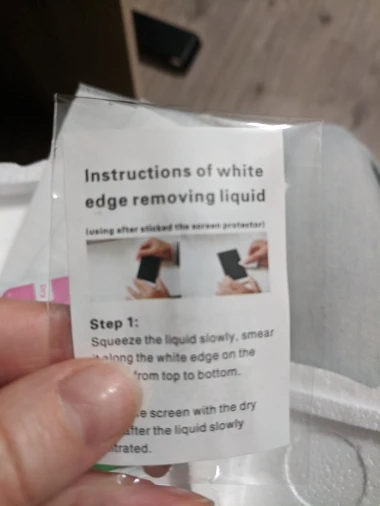 Instructions of white
edge removing liquid
(using after sticked the screen protector)
Step 1:
Squeeze the liquid slowly, smear
it along the white edge on the
from top to bottom.
screen with the dry
after the liquid slowly